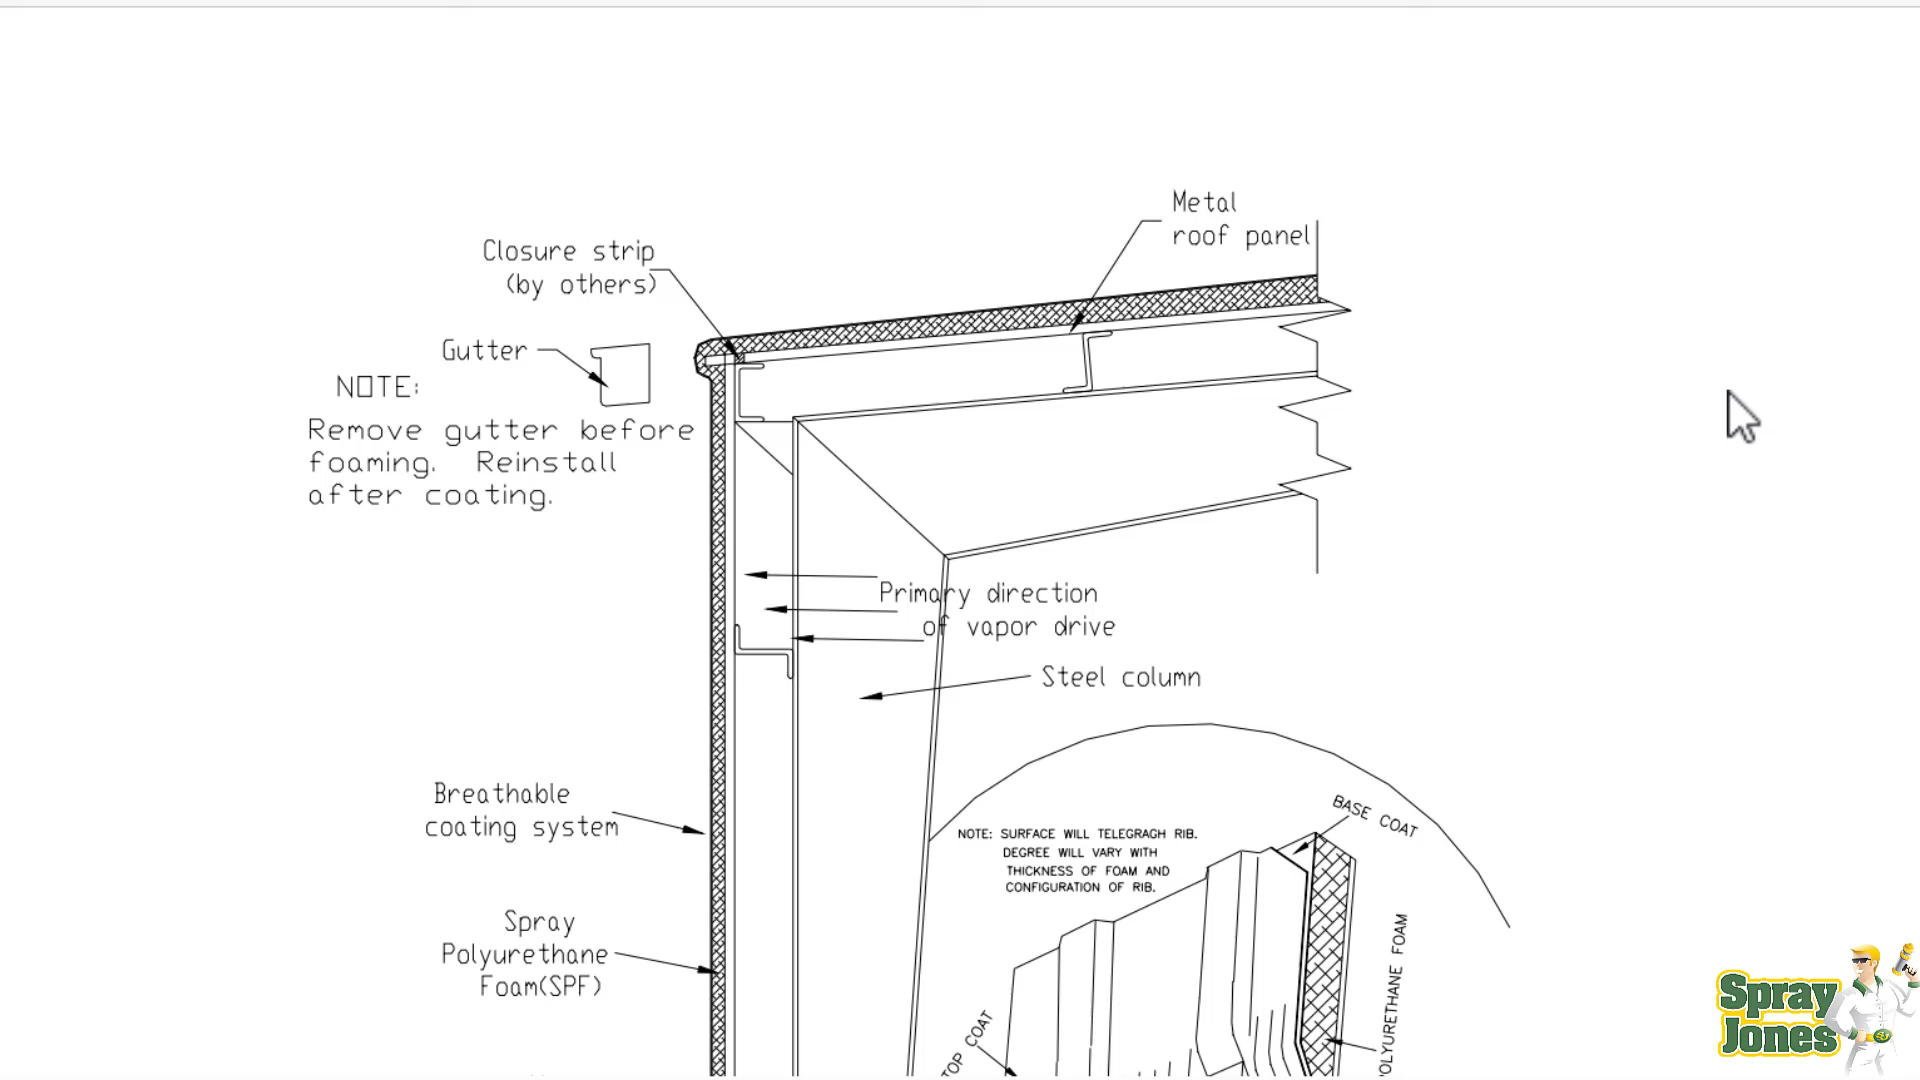 Metal
roof panel
Closure strip
(by others)
Gutter
NOTE:
Remove gutter before
foaming. Reinstall
after coating.
Primary direction
of vapor drive
Steel column
Breathable
coating system
Spray
Polyurethane
Foam(SPF)
NOTE: SURFACE WILL TELEGRAGH RIB.
DEGREE WILL VARY WITH
THICKNESS OF FOAM AND
CONFIGURATION OF RIB.
BASE COAT
TOP COAT
OLYURETHANE FOAM
Spray
Jones